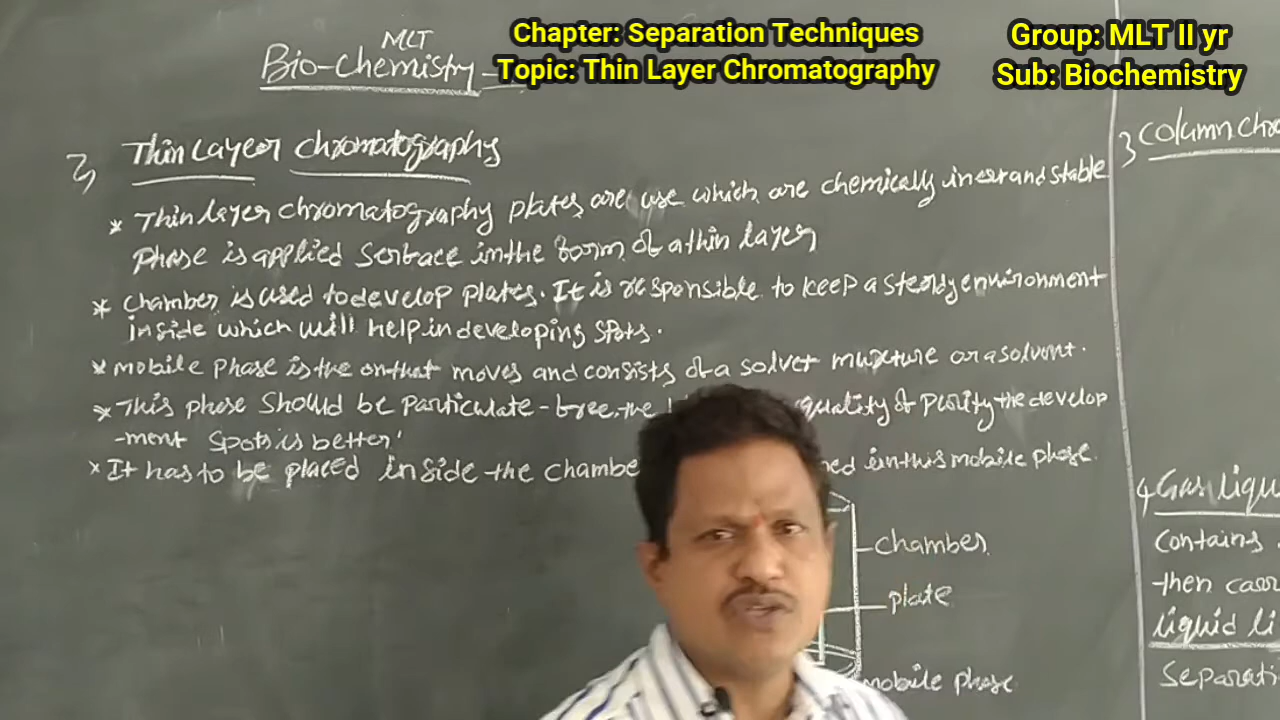 Chapter: Separation Techniques
Topic: Thin Layer Chromatography
Group: MLT II yr
Sub: Biochemistry
MLT
Bio-Chemistry
Thin Layer chromatography
* Thin layer chromatography plates are use which are chemically inert and stable
phase is applied surface in the form of a thin layer
* Chamber is used to develop plates. It is responsible to keep a steady environment
inside which will help in developing spots.
* mobile phase is the on that moves and consists of a solvet muxture or a solvent.
* This phase should be particulate-free. the quality of purity the develop
-ment spots is better'
* It has to be placed inside the chambe in this mobile phase.
chamber
plate
mobile phase
3 column chro
4 Gas liqu
contains
then carr
liquid li
separati